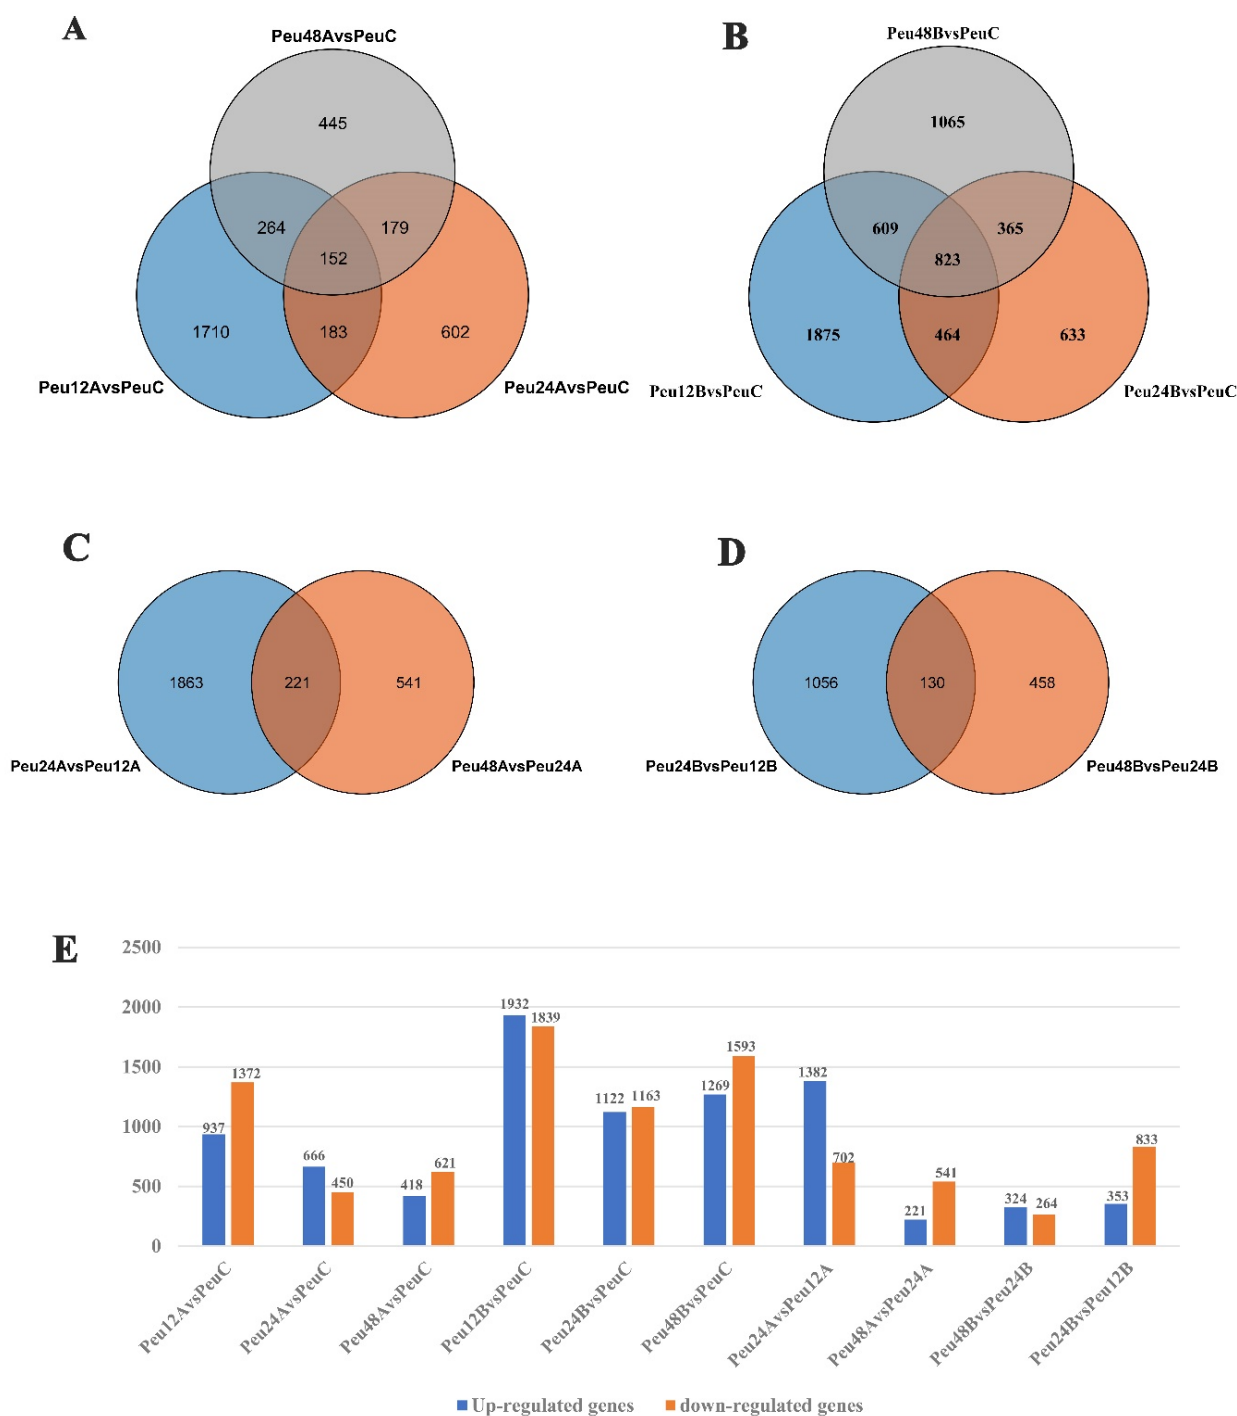 A
Peu48AvsPeuC
445
264
179
152
1710
183
602
Peu12AvsPeuC
Peu24AvsPeuC
B
Peu48BvsPeuC
1065
609
365
823
1875
464
633
Peu12BvsPeuC
Peu24BvsPeuC
C
1863
221
541
Peu24AvsPeu12A
Peu48AvsPeu24A
D
1056
130
458
Peu24BvsPeu12B
Peu48BvsPeu24B
E
2500
2000
1500
1000
500
0
937
1372
666
450
418
621
1932
1839
1122
1163
1269
1593
1382
702
221
541
324
264
353
833
Peu12AvsPeuC
Peu24AvsPeuC
Peu48AvsPeuC
Peu12BvsPeuC
Peu24BvsPeuC
Peu48BvsPeuC
Peu24AvsPeu12A
Peu48AvsPeu24A
Peu48BvsPeu24B
Peu24BvsPeu12B
Up-regulated genes
down-regulated genes